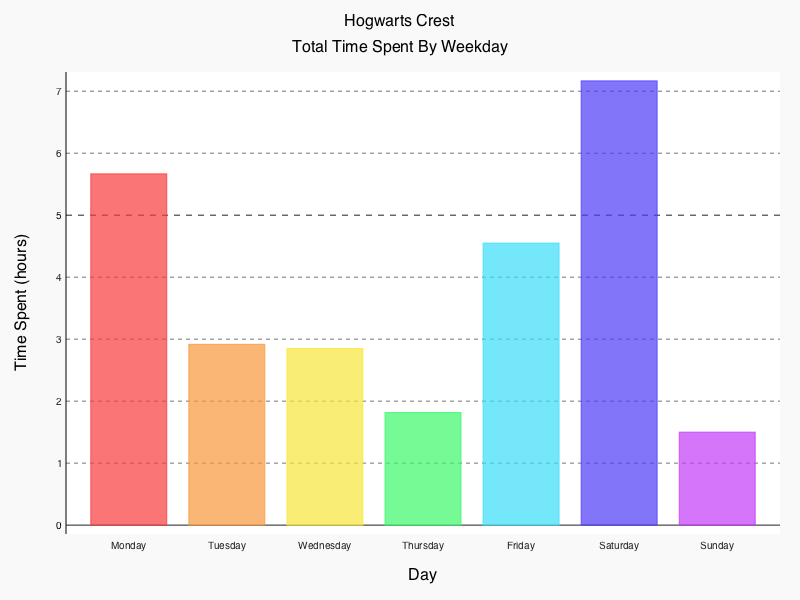 Hogwarts Crest
Total Time Spent By Weekday
Time Spent (hours)
7
6
5
4
3
2
1
0
Monday Tuesday Wednesday Thursday Friday Saturday Sunday
Day